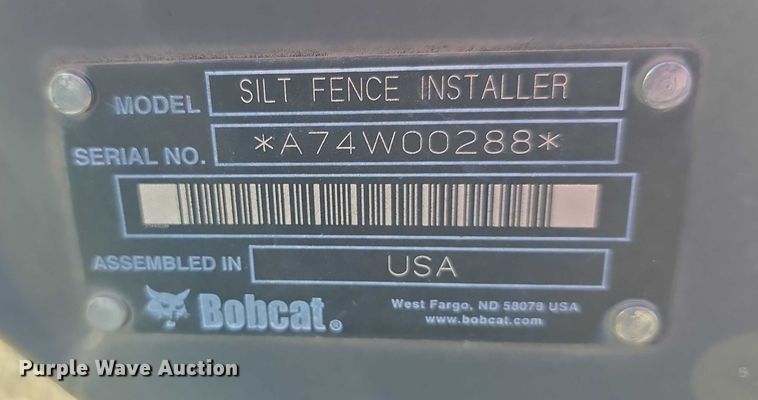 MODEL SILT FENCE INSTALLER
SERIAL NO. *A74W00288*
ASSEMBLED IN USA
Bobcat®
West Fargo, ND 58078 USA
www.bobcat.com
Purple Wave Auction